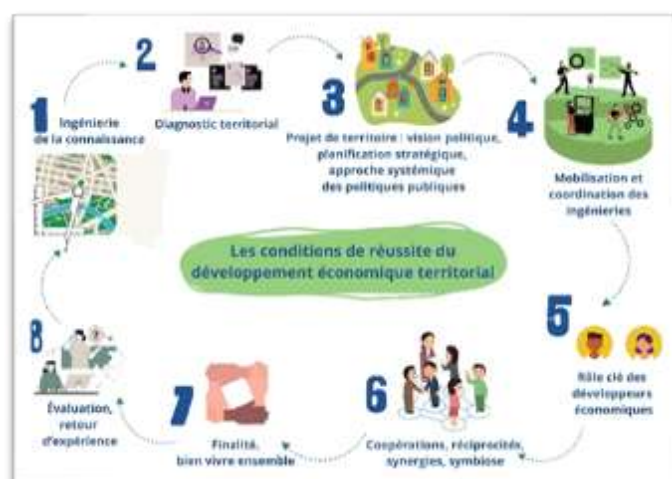 1
Ingénierie
de la connaissance
2
Diagnostic territorial
3
Projet de territoire : vision politique,
planification stratégique,
approche systémique
des politiques publiques
4
Mobilisation et
coordination des
ingénieries
Les conditions de réussite du
développement économique territorial
5
Rôle clé des
développeurs
économiques
6
Coopérations, réciprocités,
synergies, symbiose
7
Finalité,
bien vivre ensemble
8
Évaluation,
retour
d'expérience